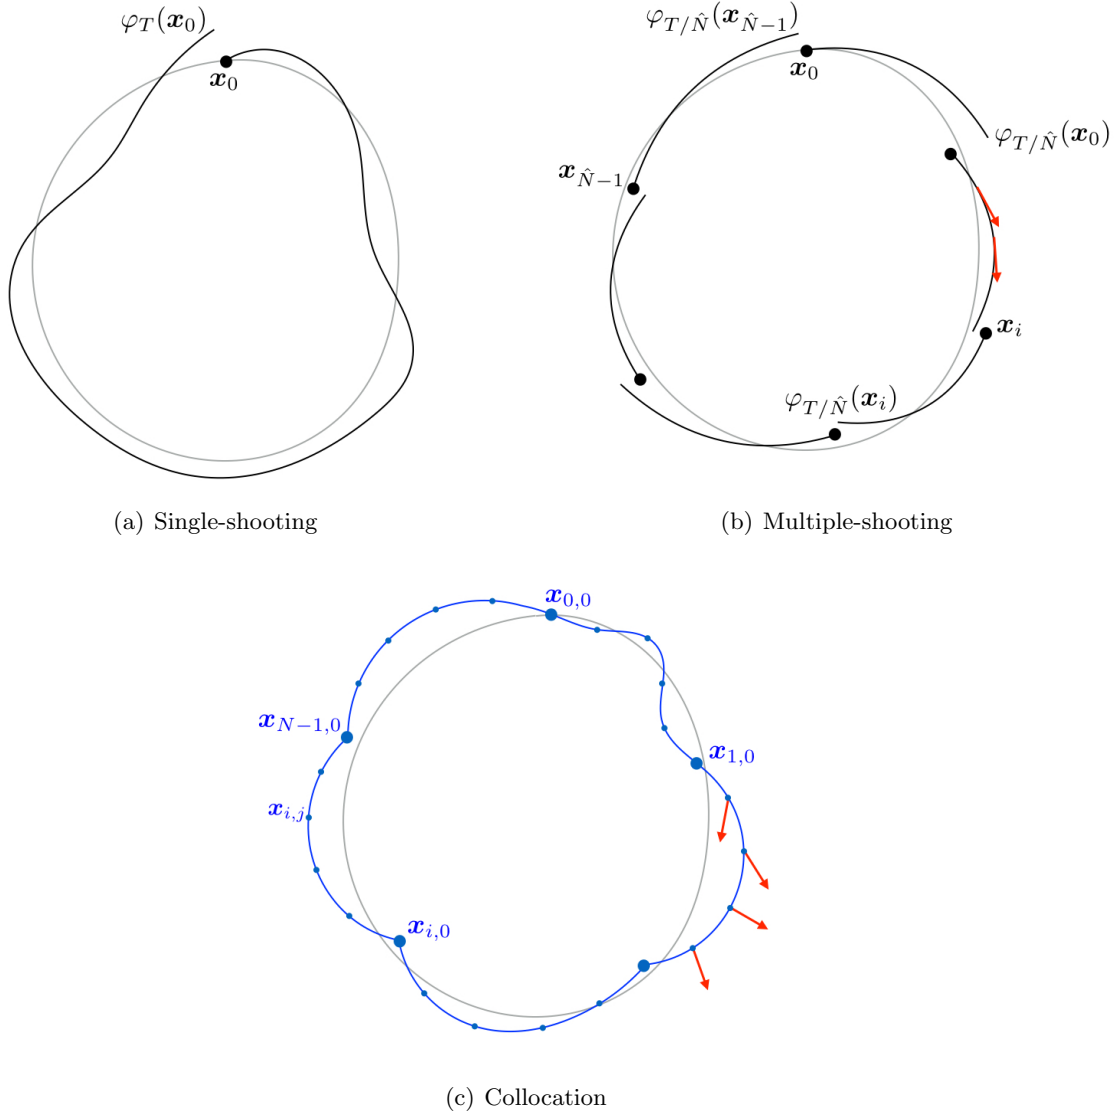 φ_T(x_0)
x_0
(a) Single-shooting
φ_{T/N̂}(x_{N̂−1})
x_0
φ_{T/N̂}(x_0)
x_{N̂−1}
x_i
φ_{T/N̂}(x_i)
(b) Multiple-shooting
x_{0,0}
x_{N−1,0}
x_{1,0}
x_{i,j}
x_{i,0}
(c) Collocation